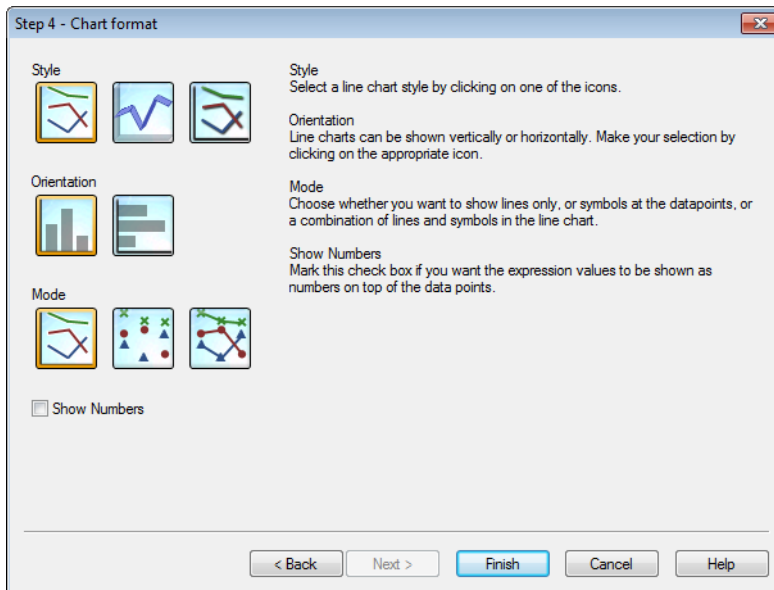 Step 4 - Chart format
Style
Style
Select a line chart style by clicking on one of the icons.
Orientation
Line charts can be shown vertically or horizontally. Make your selection by
clicking on the appropriate icon.
Orientation
Mode
Choose whether you want to show lines only, or symbols at the datapoints, or
a combination of lines and symbols in the line chart.
Show Numbers
Mark this check box if you want the expression values to be shown as
numbers on top of the data points.
Mode
Show Numbers
< Back Next > Finish Cancel Help